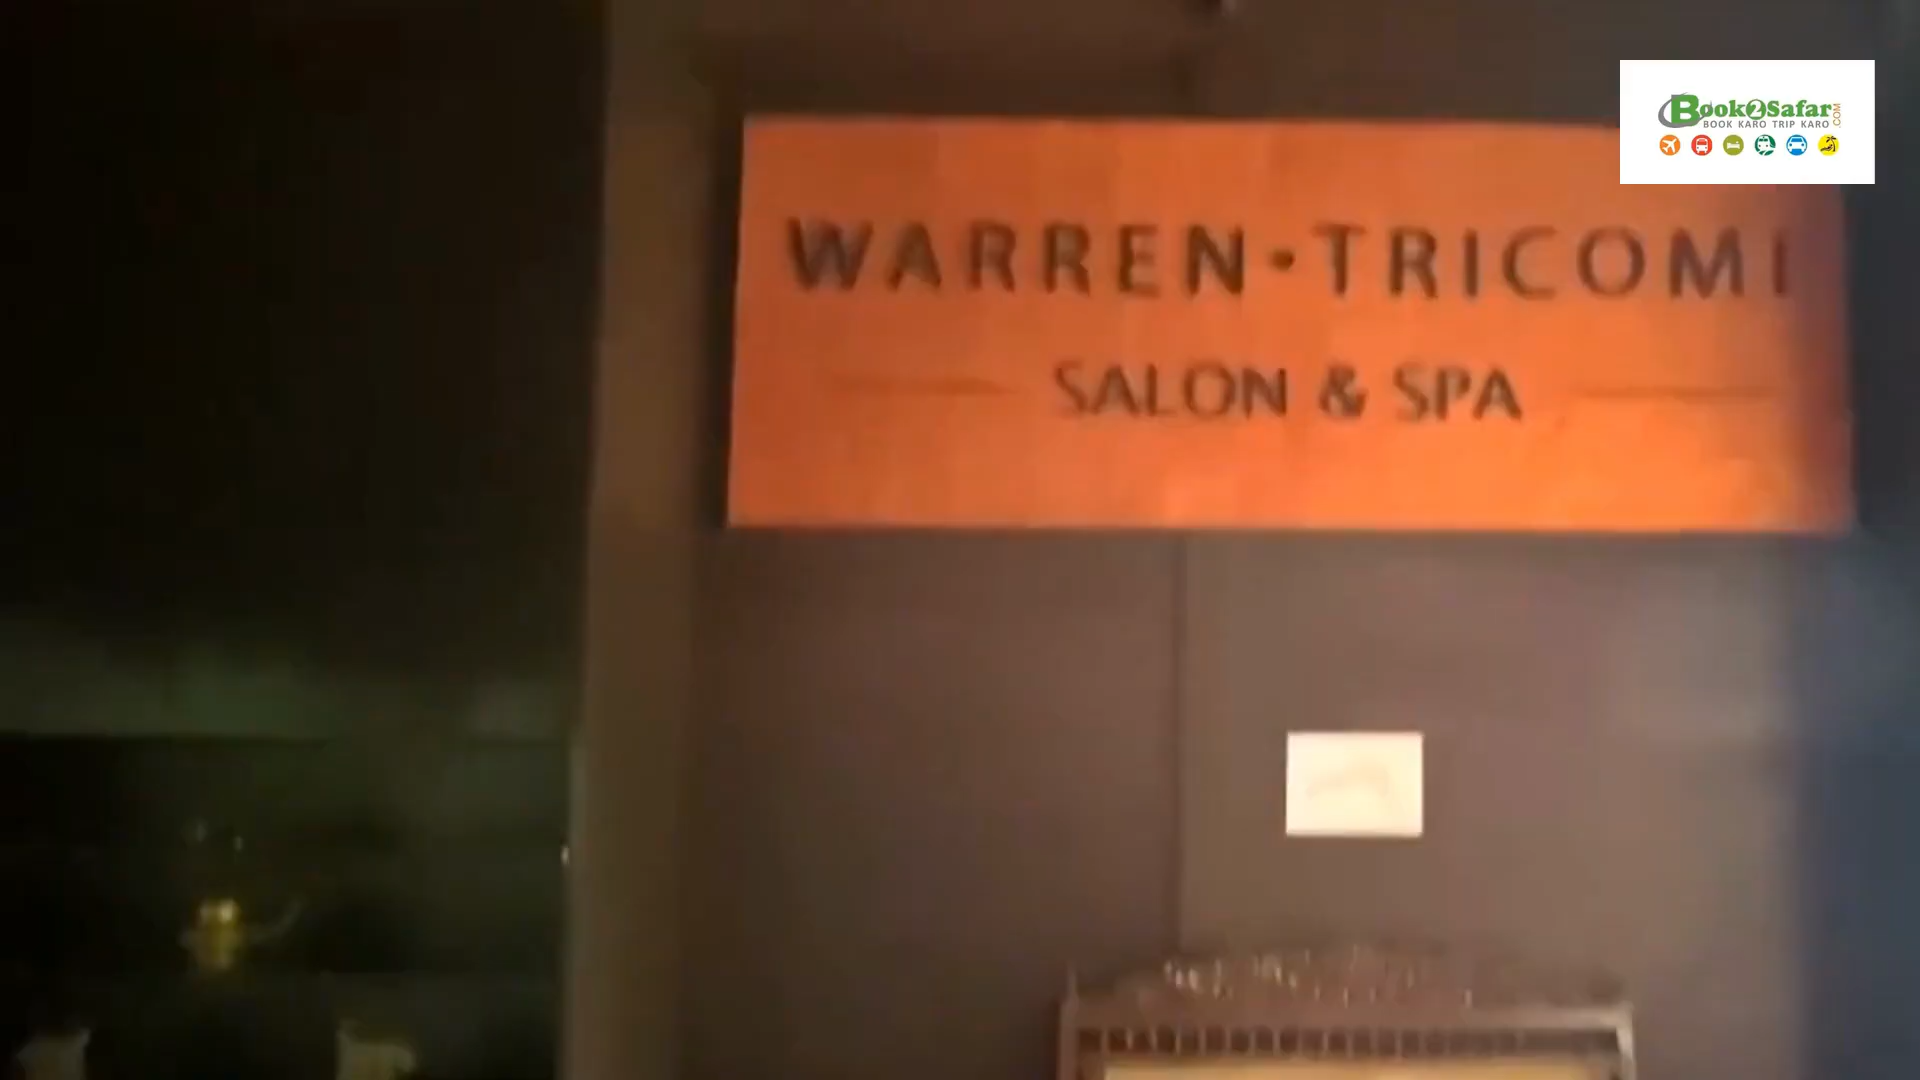 Book2Safar.COM
BOOK KARO TRIP KARO
WARREN • TRICOMI
SALON & SPA